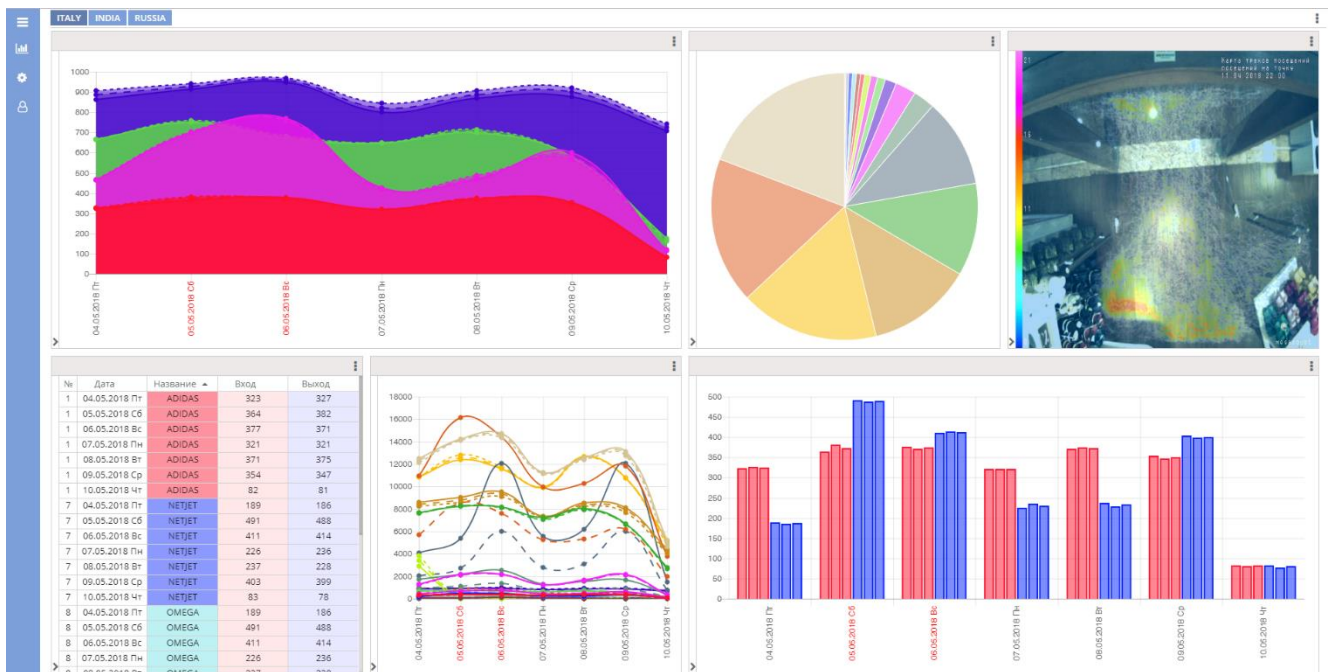 ITALY INDIA RUSSIA
1000
900
800
700
600
500
400
300
200
100
0
04.05.2018 Пт
05.05.2018 Сб
06.05.2018 Вс
07.05.2018 Пн
08.05.2018 Вт
09.05.2018 Ср
10.05.2018 Чт
Карта треков посещений
посещений на точки
11 04 2018 22 00
№ Дата Название Вход Выход
1 04.05.2018 Пт ADIDAS 323 327
1 05.05.2018 Сб ADIDAS 364 382
1 06.05.2018 Вс ADIDAS 377 371
1 07.05.2018 Пн ADIDAS 321 321
1 08.05.2018 Вт ADIDAS 371 375
1 09.05.2018 Ср ADIDAS 354 347
1 10.05.2018 Чт ADIDAS 82 81
7 04.05.2018 Пт NETJET 189 186
7 05.05.2018 Сб NETJET 491 488
7 06.05.2018 Вс NETJET 411 414
7 07.05.2018 Пн NETJET 226 236
7 08.05.2018 Вт NETJET 237 228
7 09.05.2018 Ср NETJET 403 399
7 10.05.2018 Чт NETJET 83 78
8 04.05.2018 Пт OMEGA 189 186
8 05.05.2018 Сб OMEGA 491 488
8 06.05.2018 Вс OMEGA 411 414
8 07.05.2018 Пн OMEGA 226 236
18000
16000
14000
12000
10000
8000
6000
4000
2000
0
04.05.2018 Пт
05.05.2018 Сб
06.05.2018 Вс
07.05.2018 Пн
08.05.2018 Вт
09.05.2018 Ср
10.05.2018 Чт
500
450
400
350
300
250
200
150
100
50
0
04.05.2018 Пт
05.05.2018 Сб
06.05.2018 Вс
07.05.2018 Пн
08.05.2018 Вт
09.05.2018 Ср
10.05.2018 Чт